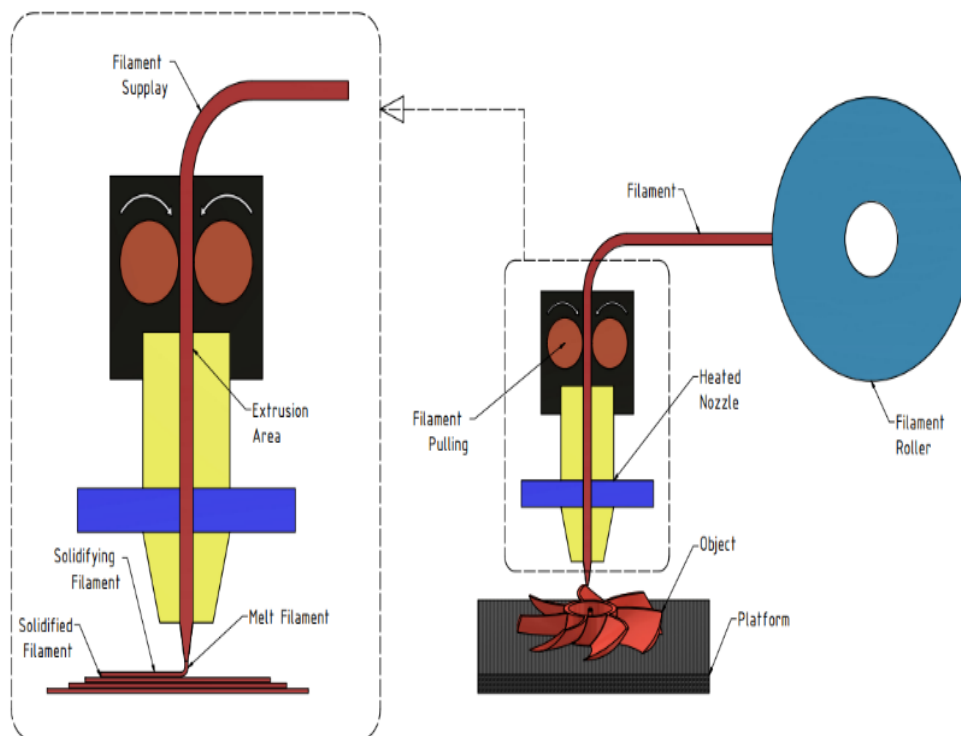 Filament
Supplay
Extrusion
Area
Solidifying
Filament
Solidified
Filament
Melt Filament
Filament
Filament
Pulling
Heated
Nozzle
Filament
Roller
Object
Platform